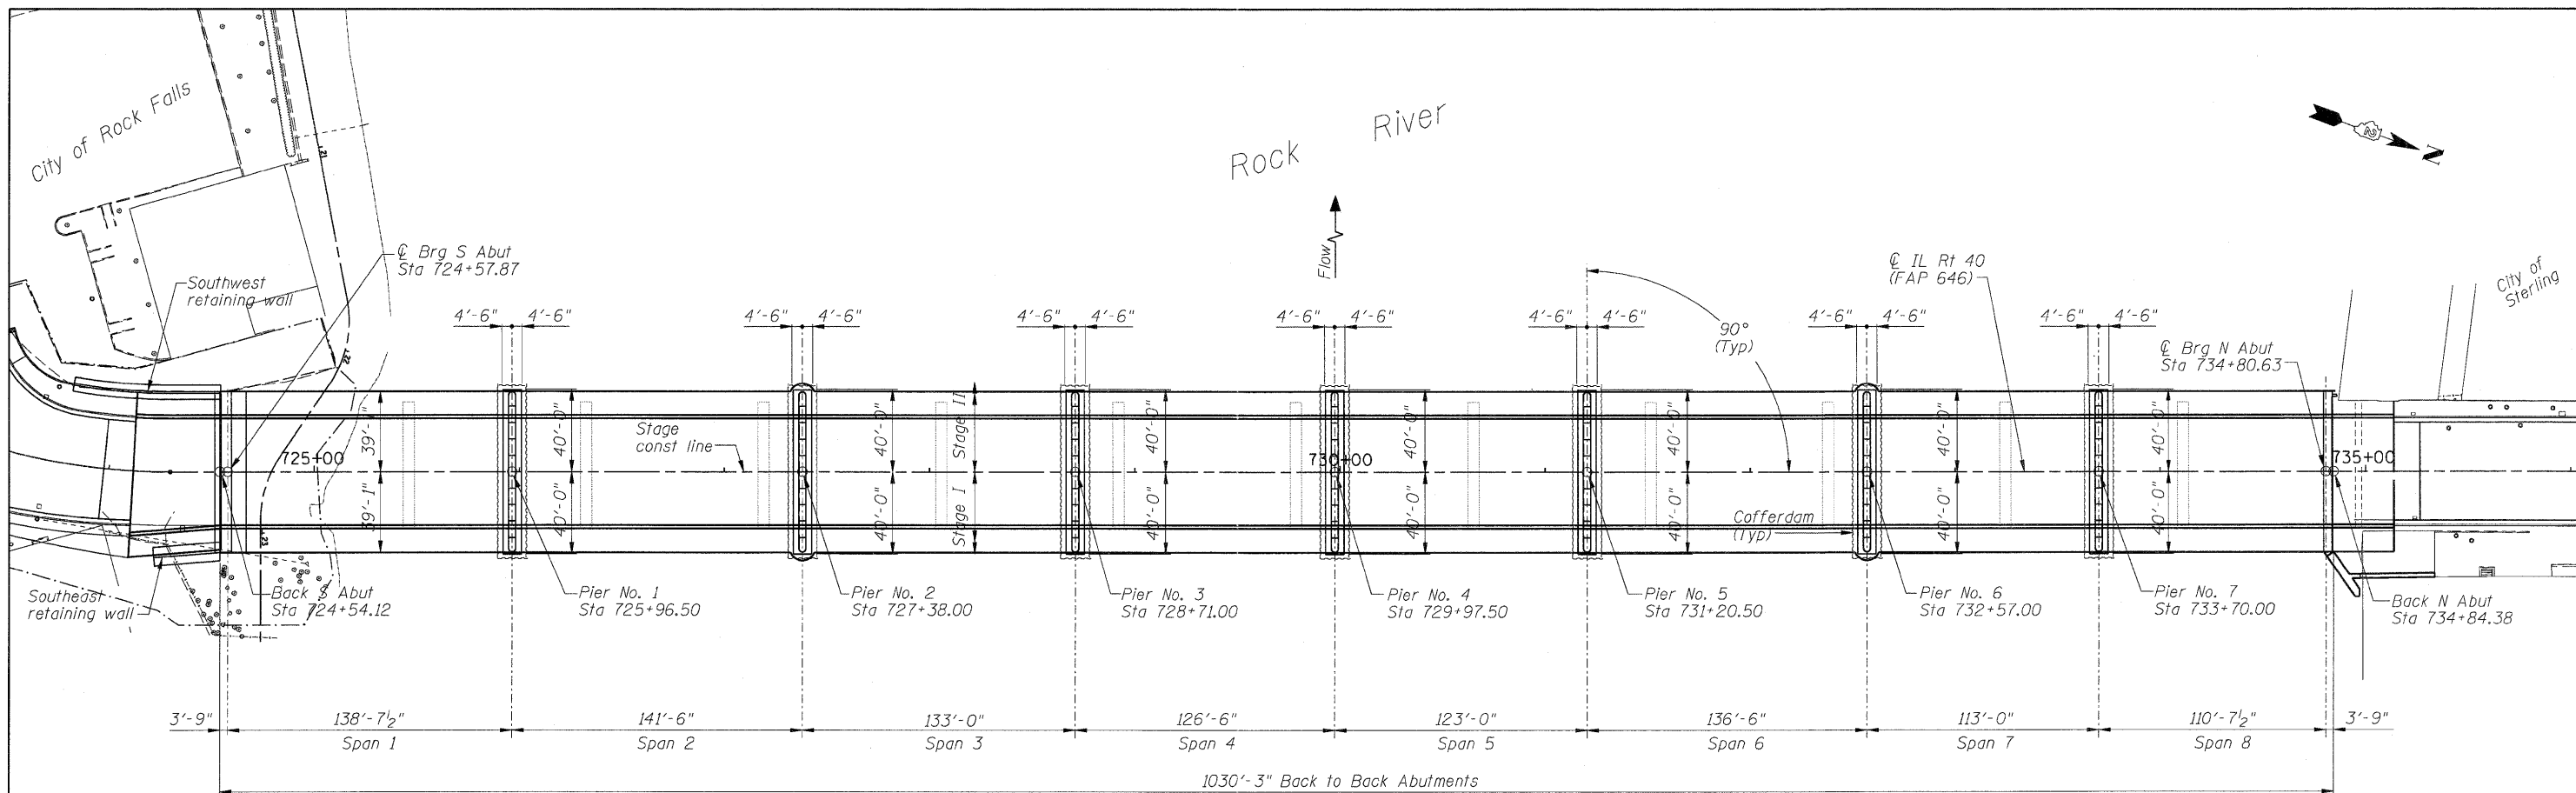 City of Rock Falls
Rock River
Flow
N
℄ Brg S Abut
Sta 724+57.87
Southwest
retaining wall
℄ IL Rt 40
(FAP 646)
City of
Sterling
4'-6" 4'-6"
4'-6" 4'-6"
4'-6" 4'-6"
4'-6" 4'-6"
4'-6" 4'-6"
4'-6" 4'-6"
4'-6" 4'-6"
90°
(Typ)
℄ Brg N Abut
Sta 734+80.63
39'-1"
40'-0"
40'-0"
Stage II
40'-0"
40'-0"
40'-0"
40'-0"
40'-0"
Stage
const line
725+00
730+00
735+00
39'-1"
40'-0"
40'-0"
Stage I
40'-0"
40'-0"
40'-0"
40'-0"
40'-0"
Cofferdam
(Typ)
Southeast
retaining wall
Back S Abut
Sta 724+54.12
Pier No. 1
Sta 725+96.50
Pier No. 2
Sta 727+38.00
Pier No. 3
Sta 728+71.00
Pier No. 4
Sta 729+97.50
Pier No. 5
Sta 731+20.50
Pier No. 6
Sta 732+57.00
Pier No. 7
Sta 733+70.00
Back N Abut
Sta 734+84.38
3'-9" 138'-7½" 141'-6" 133'-0" 126'-6" 123'-0" 136'-6" 113'-0" 110'-7½" 3'-9"
Span 1 Span 2 Span 3 Span 4 Span 5 Span 6 Span 7 Span 8
1030'-3" Back to Back Abutments